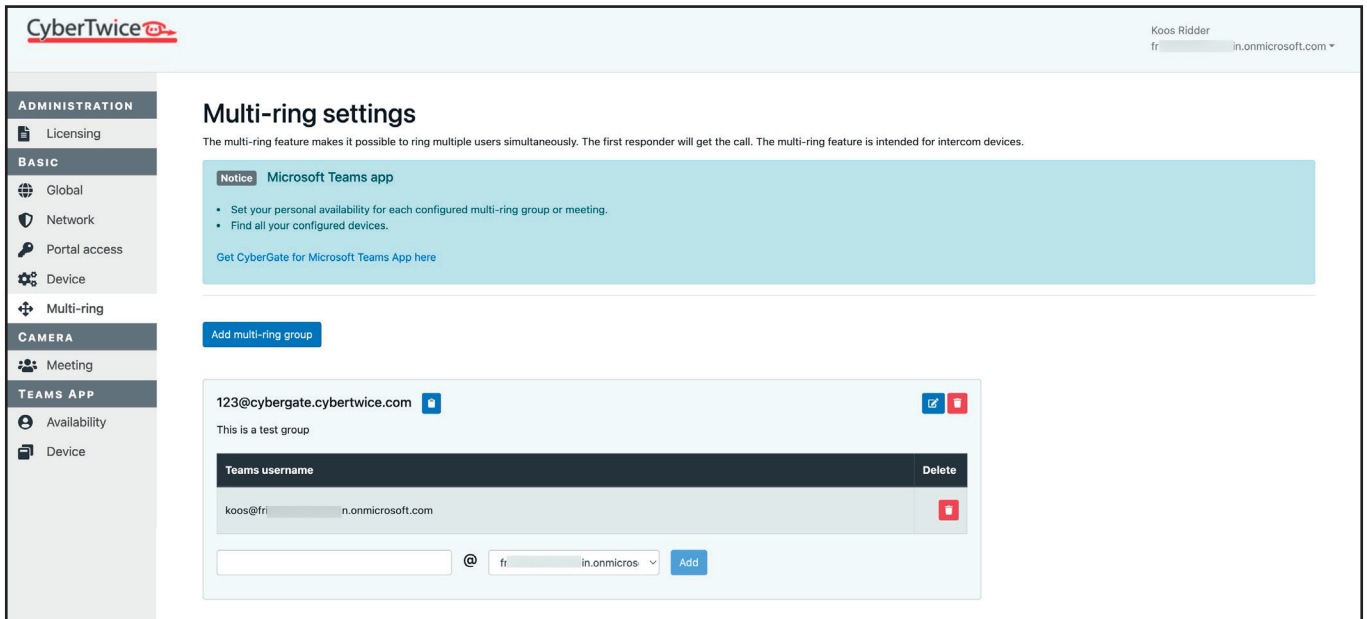 CyberTwice
Koos Ridder
fr in.onmicrosoft.com
ADMINISTRATION
Licensing
BASIC
Global
Network
Portal access
Device
Multi-ring
CAMERA
Meeting
TEAMS APP
Availability
Device
Multi-ring settings
The multi-ring feature makes it possible to ring multiple users simultaneously. The first responder will get the call. The multi-ring feature is intended for intercom devices.
Notice Microsoft Teams app
• Set your personal availability for each configured multi-ring group or meeting.
• Find all your configured devices.
Get CyberGate for Microsoft Teams App here
Add multi-ring group
123@cybergate.cybertwice.com
This is a test group
Teams username Delete
koos@fri n.onmicrosoft.com
@ fr in.onmicros Add